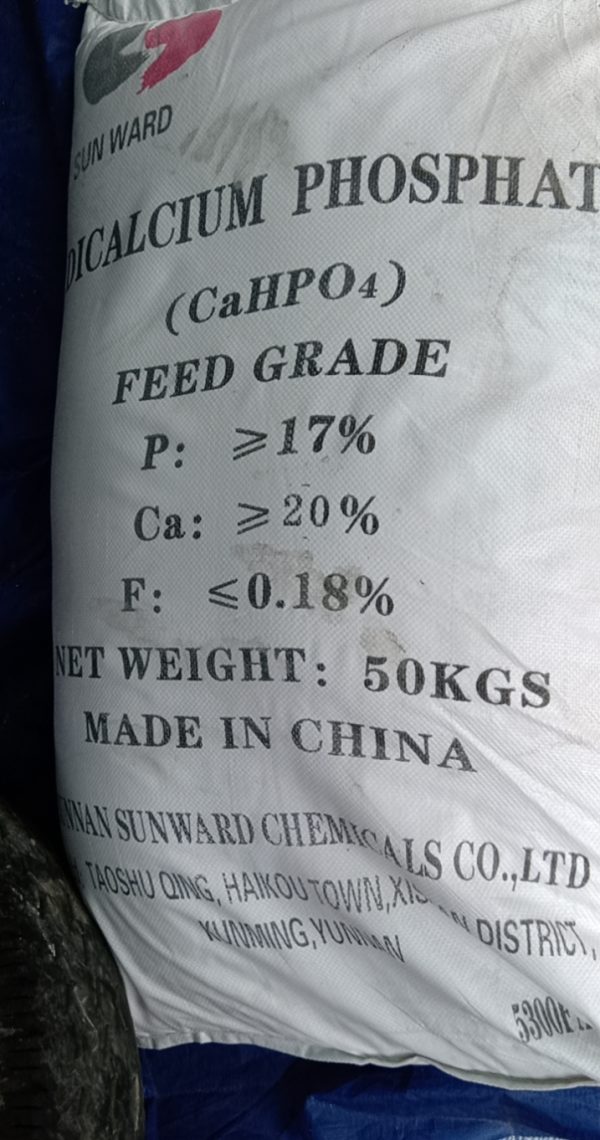 SUN WARD
DICALCIUM PHOSPHAT
(CaHPO4)
FEED GRADE
P: ⩾17%
Ca: ⩾20%
F: ⩽0.18%
NET WEIGHT: 50KGS
MADE IN CHINA
NNAN SUNWARD CHEMICALS CO.,LTD
TAOSHU QING, HAIKOU TOWN, DISTRICT,
KUNMING, YUNNAN